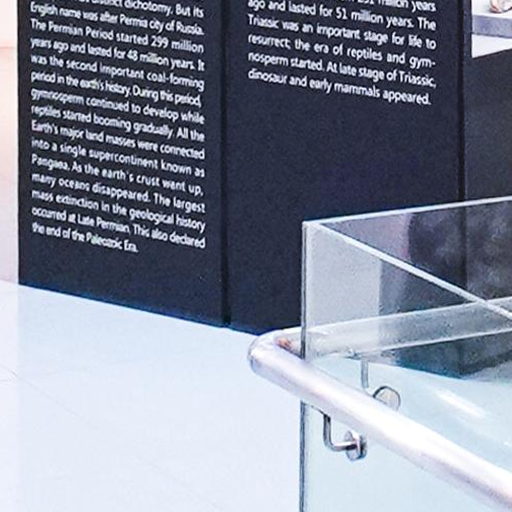 dichotomy. But its
English name was after Permia city of Russia.
The Permian Period started 299 million
years ago and lasted for 48 million years. It
was the second important coal-forming
period in the earth's history. During this period,
gymnosperm continued to develop while
reptiles started booming gradually. All the
Earth's major land masses were connected
into a single supercontinent known as
Pangaea. As the earth's crust went up,
many oceans disappeared. The largest
mass extinction in the geological history
occurred at Late Permian. This also declared
the end of the Paleozoic Era.
million years
ago and lasted for 51 million years. The
Triassic was an important stage for life to
resurrect; the era of reptiles and gym-
nosperm started. At late stage of Triassic,
dinosaur and early mammals appeared.